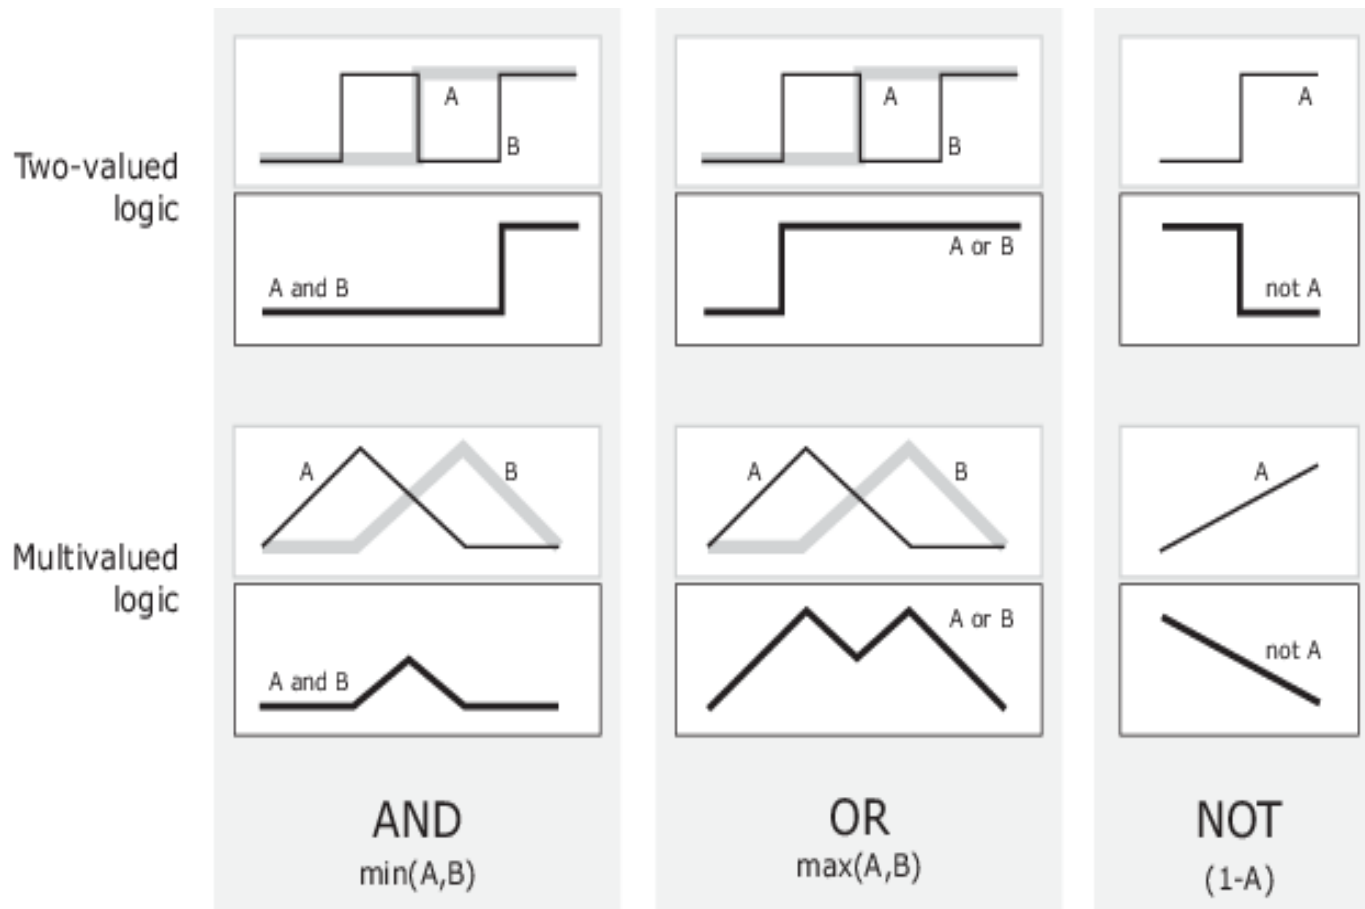 Two-valued
logic
A
B
A and B
A
B
A or B
A
not A
Multivalued
logic
A
B
A and B
A
B
A or B
A
not A
AND
min(A,B)
OR
max(A,B)
NOT
(1-A)